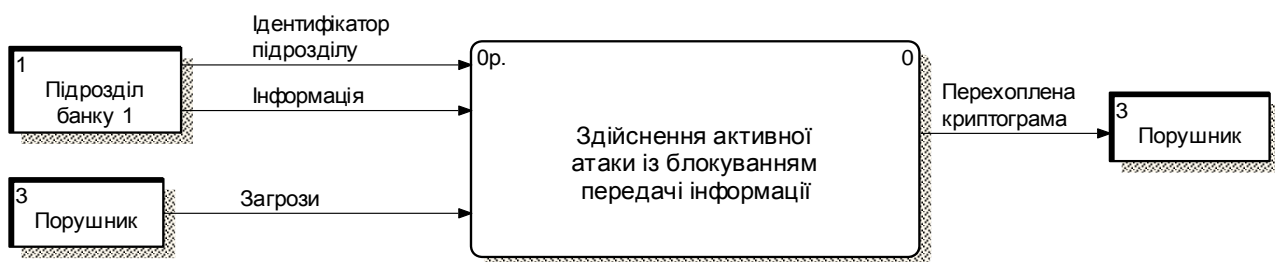 Ідентифікатор
підрозділу
1
Підрозділ
банку 1
Інформація
3
Порушник
Загрози
0р.
0
Здійснення активної
атаки із блокуванням
передачі інформації
Перехоплена
криптограма
3
Порушник